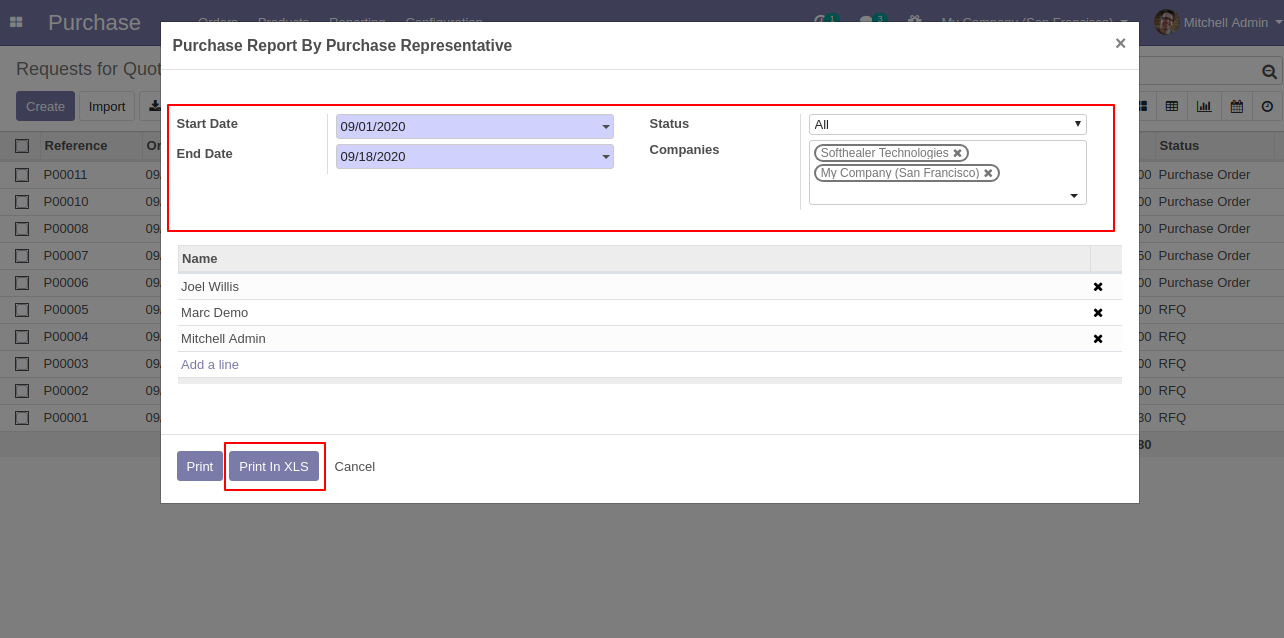 Purchase Orders Products Reporting Configuration 1 3 My Company (San Francisco) Mitchell Admin
Purchase Report By Purchase Representative ×
Requests for Quot
Create Import
Start Date 09/01/2020 Status All
End Date 09/18/2020 Companies Softhealer Technologies ✖
My Company (San Francisco) ✖
Reference Or Status
P00011 09, 00 Purchase Order
P00010 09, 00 Purchase Order
P00008 09, 00 Purchase Order
P00007 09, 50 Purchase Order
P00006 09, 00 Purchase Order
P00005 09, 00 RFQ
P00004 09, 00 RFQ
P00003 09, 00 RFQ
P00002 09, 00 RFQ
P00001 09, 30 RFQ
30
Name
Joel Willis ✖
Marc Demo ✖
Mitchell Admin ✖
Add a line
Print Print In XLS Cancel